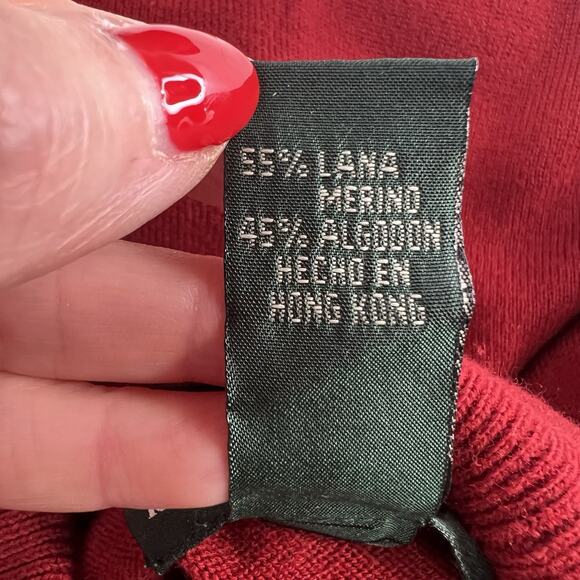 55% LANA
MERINO
45% ALGODON
HECHO EN
HONG KONG